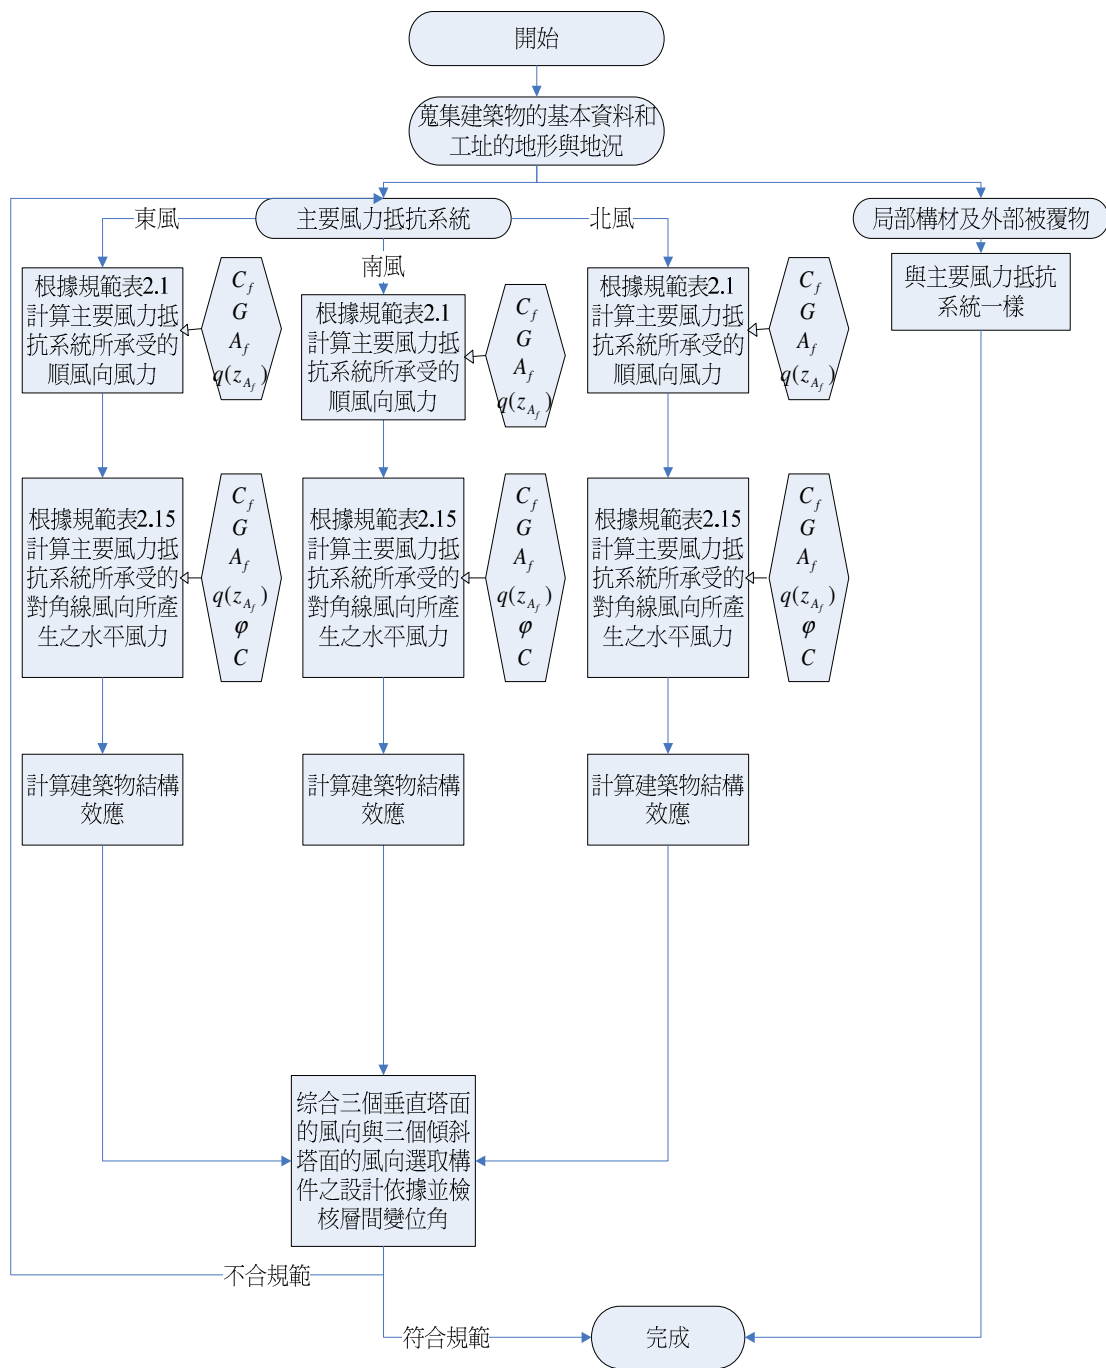 開始
蒐集建築物的基本資料和
工址的地形與地況
東風
主要風力抵抗系統
北風
局部構材及外部被覆物
南風
與主要風力抵抗
系統一樣
根據規範表2.1
計算主要風力抵
抗系統所承受的
順風向風力
C_f
G
A_f
q(z_{A_f})
根據規範表2.1
計算主要風力抵
抗系統所承受的
順風向風力
C_f
G
A_f
q(z_{A_f})
根據規範表2.1
計算主要風力抵
抗系統所承受的
順風向風力
C_f
G
A_f
q(z_{A_f})
根據規範表2.15
計算主要風力抵
抗系統所承受的
對角線風向所產
生之水平風力
C_f
G
A_f
q(z_{A_f})
φ
C
根據規範表2.15
計算主要風力抵
抗系統所承受的
對角線風向所產
生之水平風力
C_f
G
A_f
q(z_{A_f})
φ
C
根據規範表2.15
計算主要風力抵
抗系統所承受的
對角線風向所產
生之水平風力
C_f
G
A_f
q(z_{A_f})
φ
C
計算建築物結構
效應
計算建築物結構
效應
計算建築物結構
效應
综合三個垂直塔面
的風向與三個傾斜
塔面的風向選取構
件之設計依據並檢
核層間變位角
不合規範
符合規範
完成